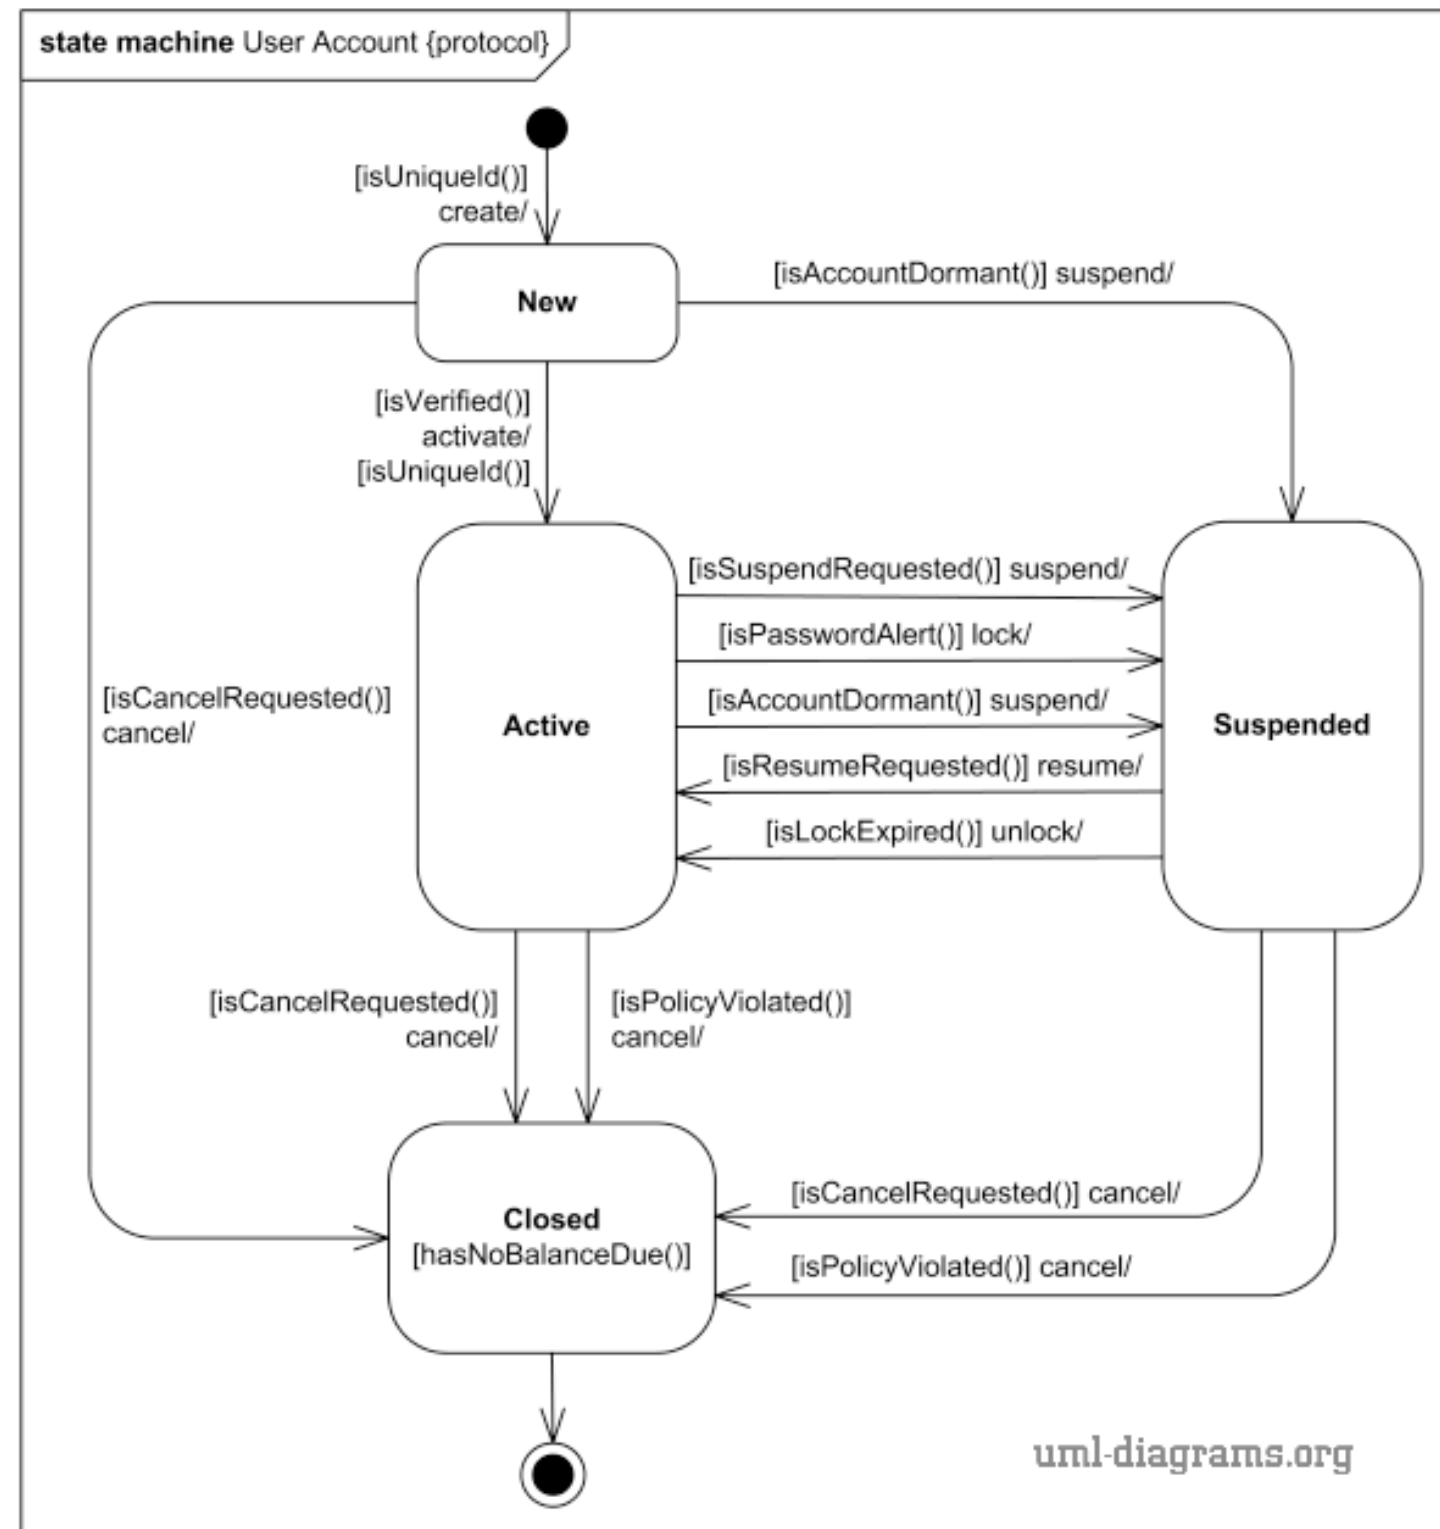 state machine User Account {protocol}
[isUniqueId()]
create/
New
[isAccountDormant()] suspend/
[isVerified()]
activate/
[isUniqueId()]
[isSuspendRequested()] suspend/
[isPasswordAlert()] lock/
[isCancelRequested()]
cancel/
[isAccountDormant()] suspend/
Active
Suspended
[isResumeRequested()] resume/
[isLockExpired()] unlock/
[isCancelRequested()]
cancel/
[isPolicyViolated()]
cancel/
[isCancelRequested()] cancel/
Closed
[hasNoBalanceDue()]
[isPolicyViolated()] cancel/
uml-diagrams.org